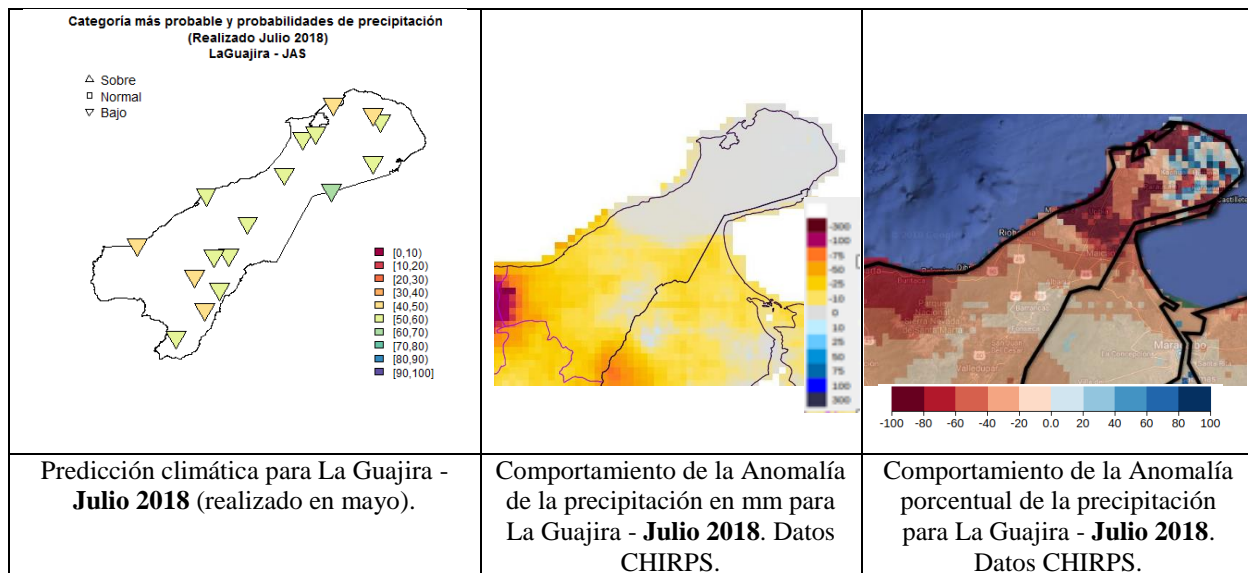 Categoría más probable y probabilidades de precipitación
(Realizado Julio 2018)
LaGuajira - JAS
Sobre
Normal
Bajo
[0,10)
[10,20)
[20,30)
[30,40)
[40,50)
[50,60)
[60,70)
[70,80)
[80,90)
[90,100]
-300
-100
-75
-50
-25
-10
0
10
25
50
75
100
300
Castilletes
Valledupar
La Concepción
-100 -80 -60 -40 -20 0.0 20 40 60 80 100
Predicción climática para La Guajira -
Julio 2018 (realizado en mayo).
Comportamiento de la Anomalía
de la precipitación en mm para
La Guajira - Julio 2018. Datos
CHIRPS.
Comportamiento de la Anomalía
porcentual de la precipitación
para La Guajira - Julio 2018.
Datos CHIRPS.